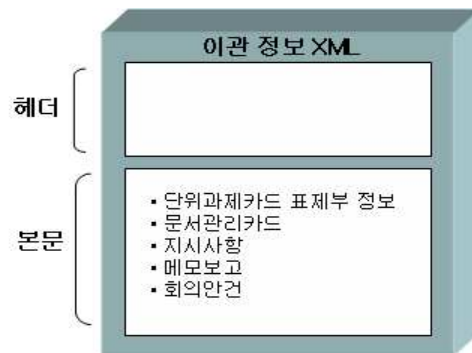 이관 정보 XML
헤더
본문
▪ 단위과제카드 표제부 정보
▪ 문서관리카드
▪ 지시사항
▪ 메모보고
▪ 회의안건